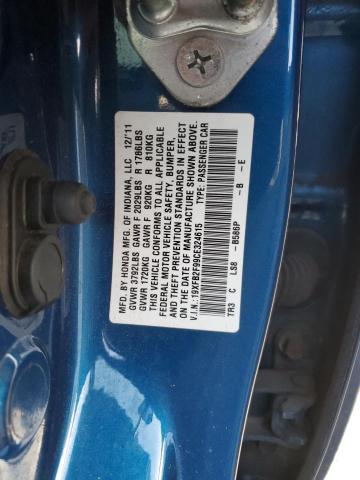 MFD. BY HONDA MFG. OF INDIANA, LLC 12/11
GVWR 3792LBS GAWR F 2029LBS R 1786LBS
GVWR 1720KG GAWR F 920KG R 810KG
THIS VEHICLE CONFORMS TO ALL APPLICABLE
FEDERAL MOTOR VEHICLE SAFETY, BUMPER,
AND THEFT PREVENTION STANDARDS IN EFFECT
ON THE DATE OF MANUFACTURE SHOWN ABOVE.
V.I.N.:19XFB2F89CE324615 TYPE: PASSENGER CAR
TR3 C LS8 -B586P -B -E